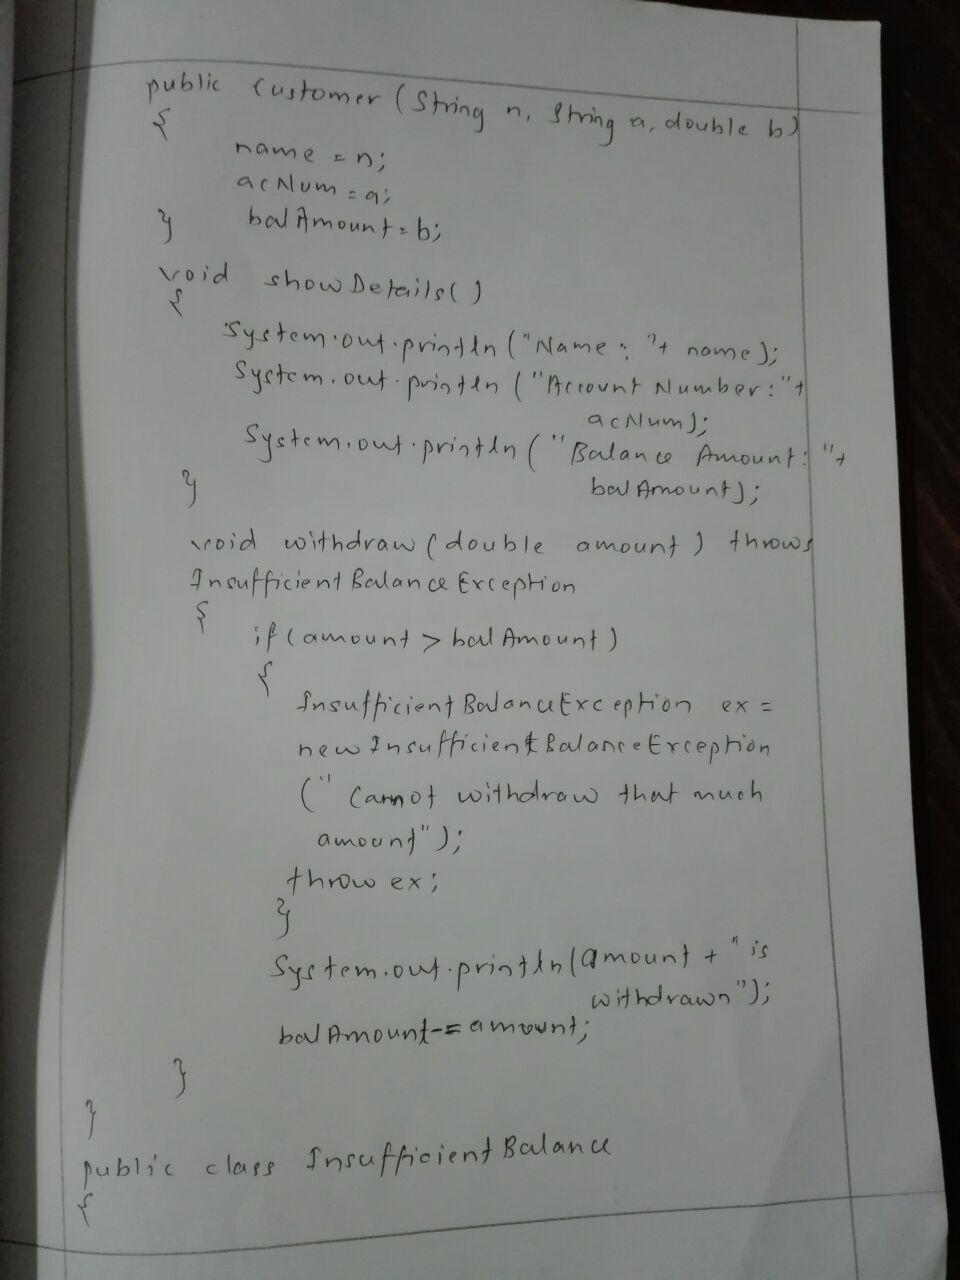 public Customer (String n, String a, double b)
{
name = n;
acNum = a;
balAmount = b;
}
void showDetails()
{
System.out.println ("Name : "+ name);
System.out.println ("Account Number:"+
acNum);
System.out.println ("Balance Amount: "+
balAmount);
}
void withdraw (double amount) throws
InsufficientBalanceException
{
if (amount > balAmount)
{
InsufficientBalanceException ex =
new InsufficientBalanceException
(" Cannot withdraw that much
amount");
throw ex;
}
System.out.println(amount + " is
withdrawn");
balAmount-=amount;
}
}
public class InsufficientBalance
{